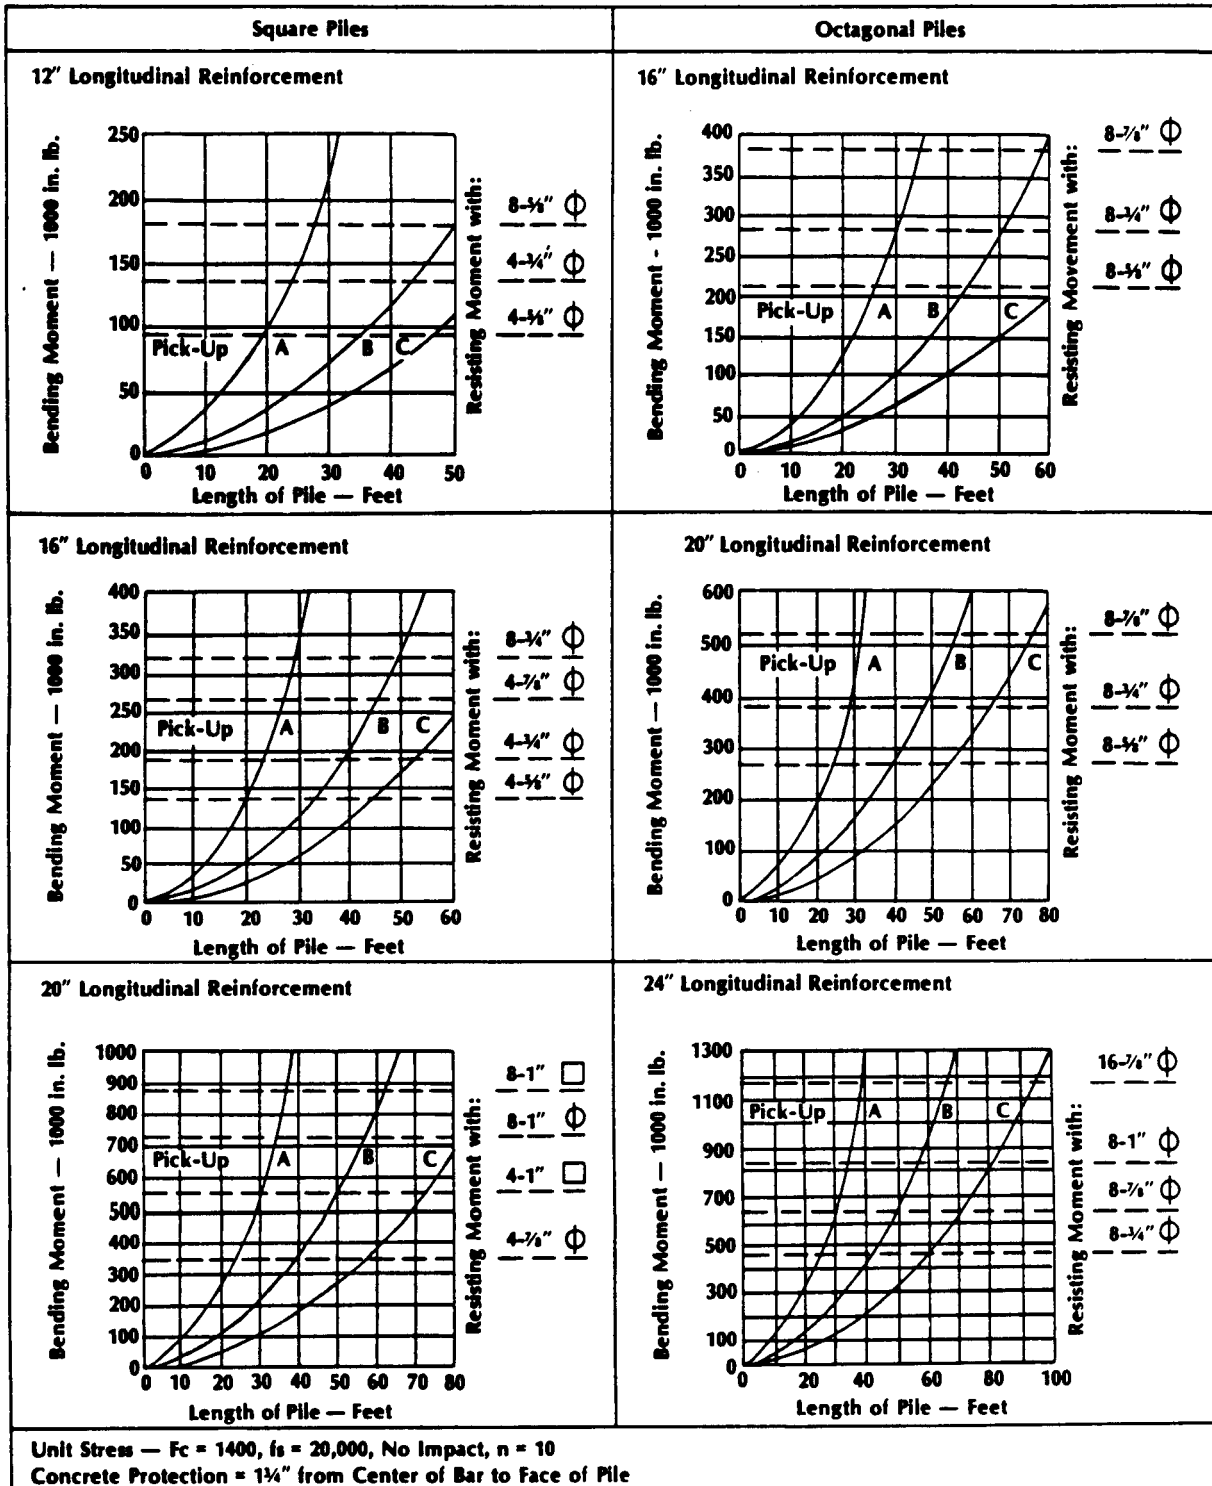 Square Piles
Octagonal Piles
12" Longitudinal Reinforcement
Bending Moment — 1000 in. lb.
250
200
150
100
50
0
Pick-Up A B C
0 10 20 30 40 50
Length of Pile — Feet
Resisting Moment with:
8-⅝" ϕ
4-¾" ϕ
4-⅝" ϕ
16" Longitudinal Reinforcement
Bending Moment - 1000 in. lb.
400
350
300
250
200
150
100
50
0
Pick-Up A B C
0 10 20 30 40 50 60
Length of Pile — Feet
Resisting Movement with:
8-⅞" ϕ
8-¾" ϕ
8-⅝" ϕ
16" Longitudinal Reinforcement
Bending Moment — 1000 in. lb.
400
350
300
250
200
150
100
50
0
Pick-Up A B C
0 10 20 30 40 50 60
Length of Pile — Feet
Resisting Moment with:
8-¾" ϕ
4-⅞" ϕ
4-¾" ϕ
4-⅝" ϕ
20" Longitudinal Reinforcement
Bending Moment — 1000 in. lb.
600
500
400
300
200
100
0
Pick-Up A B C
0 10 20 30 40 50 60 70 80
Length of Pile — Feet
Resisting Moment with:
8-⅞" ϕ
8-¾" ϕ
8-⅝" ϕ
20" Longitudinal Reinforcement
Bending Moment — 1000 in. lb.
1000
900
800
700
600
500
400
300
200
100
0
Pick-Up A B C
0 10 20 30 40 50 60 70 80
Length of Pile — Feet
Resisting Moment with:
8-1" □
8-1" ϕ
4-1" □
4-⅞" ϕ
24" Longitudinal Reinforcement
Bending Moment — 1000 in. lb.
1300
1100
900
700
500
300
100
0
Pick-Up A B C
0 20 40 60 80 100
Length of Pile — Feet
Resisting Moment with:
16-⅞" ϕ
8-1" ϕ
8-⅞" ϕ
8-¾" ϕ
Unit Stress — Fc = 1400, fs = 20,000, No Impact, n = 10
Concrete Protection = 1¾" from Center of Bar to Face of Pile